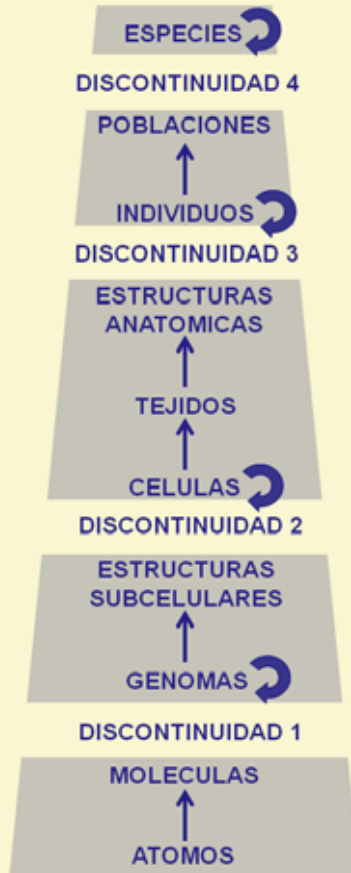 ESPECIES
DISCONTINUIDAD 4
POBLACIONES
INDIVIDUOS
DISCONTINUIDAD 3
ESTRUCTURAS
ANATOMICAS
TEJIDOS
CELULAS
DISCONTINUIDAD 2
ESTRUCTURAS
SUBCELULARES
GENOMAS
DISCONTINUIDAD 1
MOLECULAS
ATOMOS